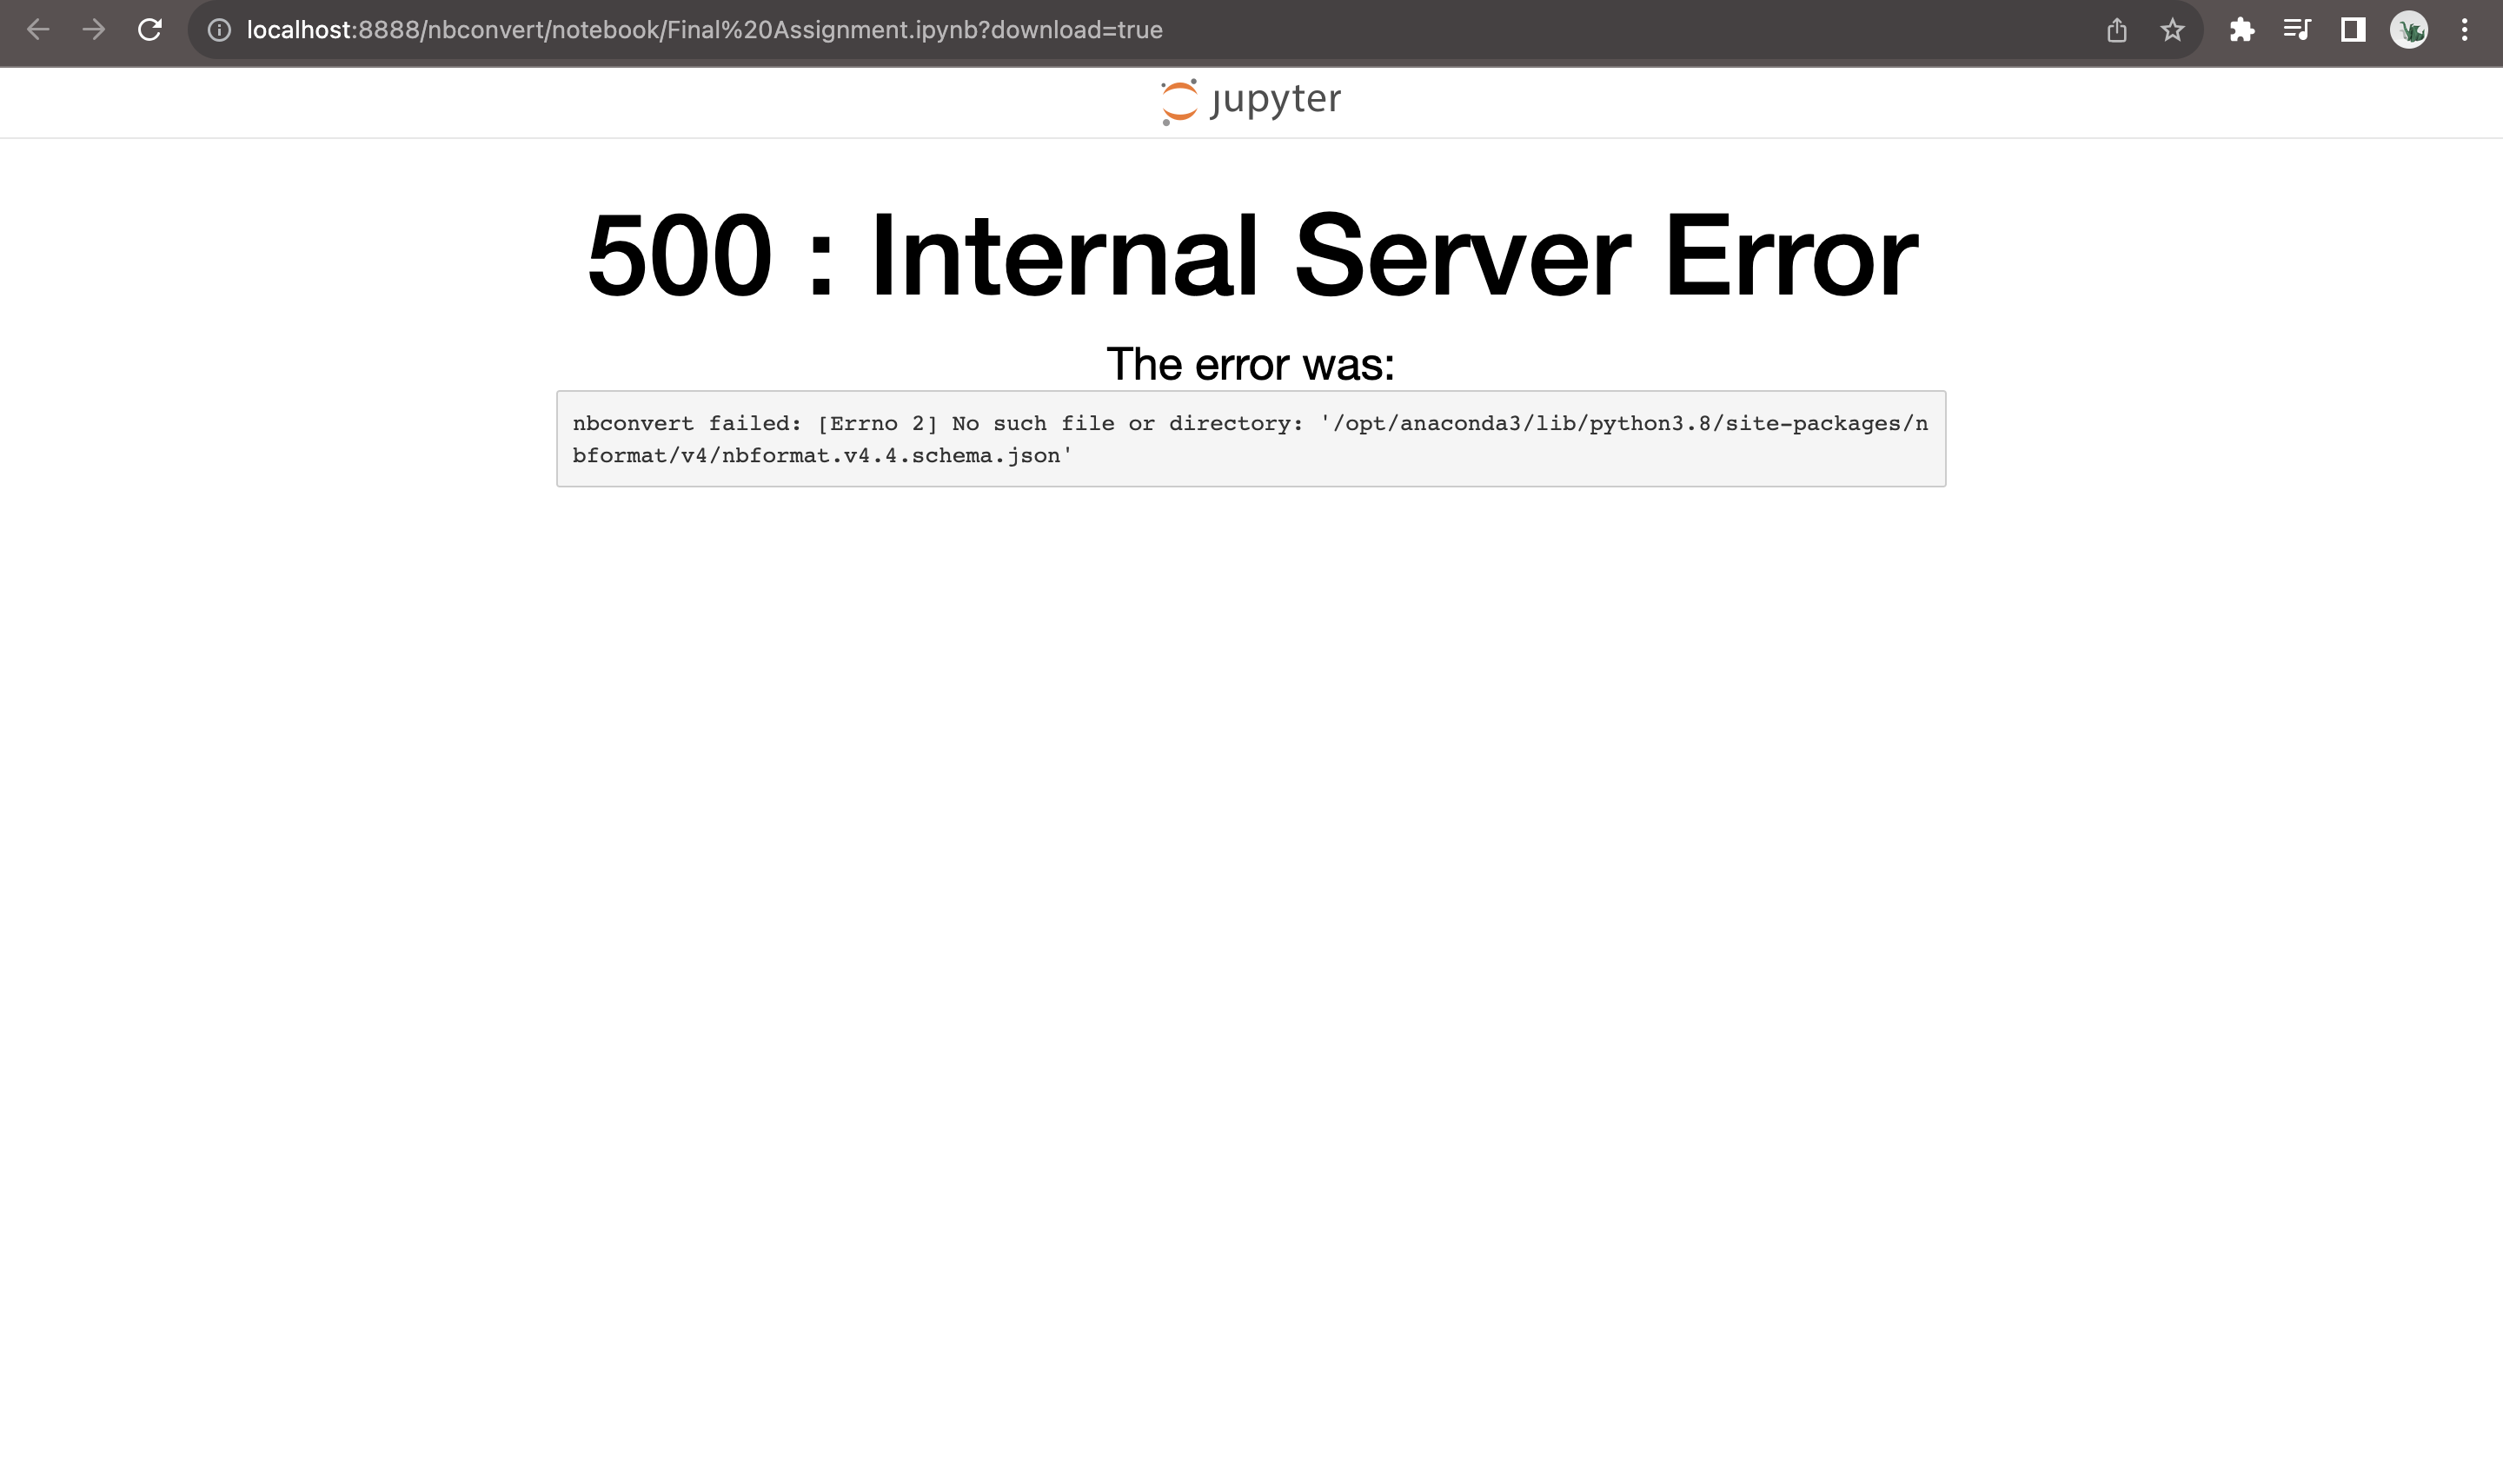 localhost:8888/nbconvert/notebook/Final%20Assignment.ipynb?download=true
jupyter
500 : Internal Server Error
The error was:
nbconvert failed: [Errno 2] No such file or directory: '/opt/anaconda3/lib/python3.8/site-packages/n
bformat/v4/nbformat.v4.4.schema.json'